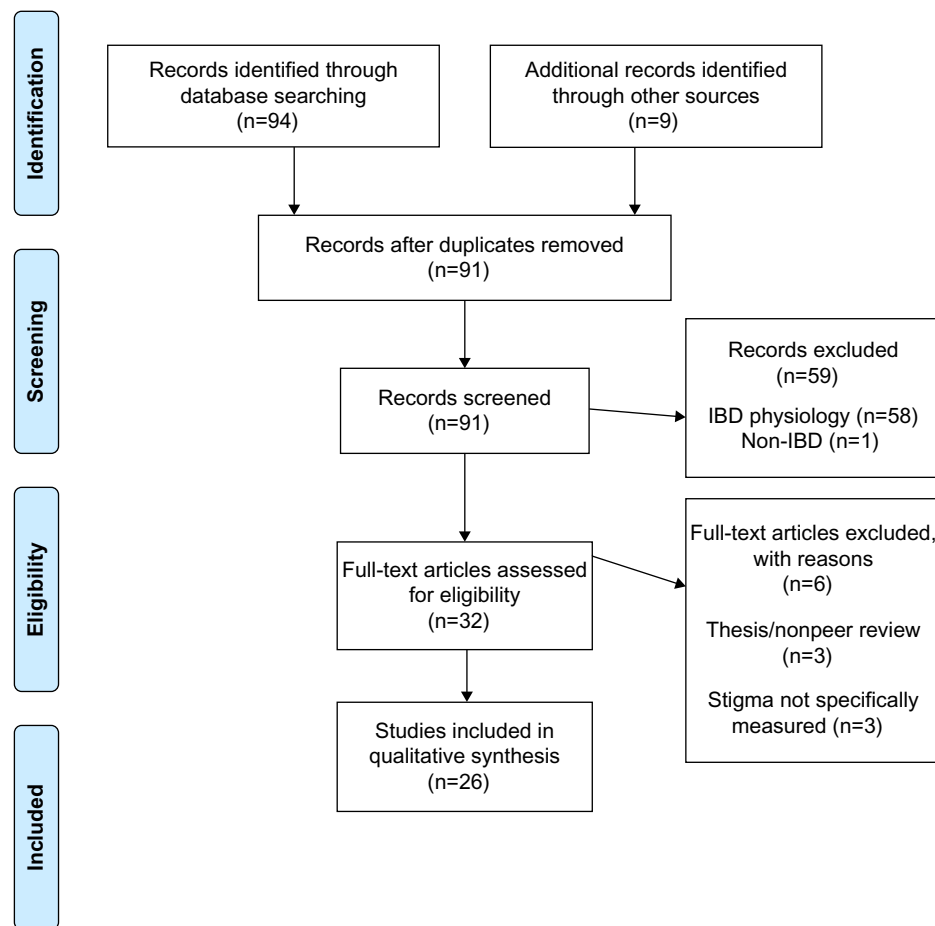 Identification
Records identified through
database searching
(n=94)
Additional records identified
through other sources
(n=9)
Records after duplicates removed
(n=91)
Screening
Records screened
(n=91)
Records excluded
(n=59)
IBD physiology (n=58)
Non-IBD (n=1)
Eligibility
Full-text articles assessed
for eligibility
(n=32)
Full-text articles excluded,
with reasons
(n=6)
Thesis/nonpeer review
(n=3)
Stigma not specifically
measured (n=3)
Included
Studies included in
qualitative synthesis
(n=26)